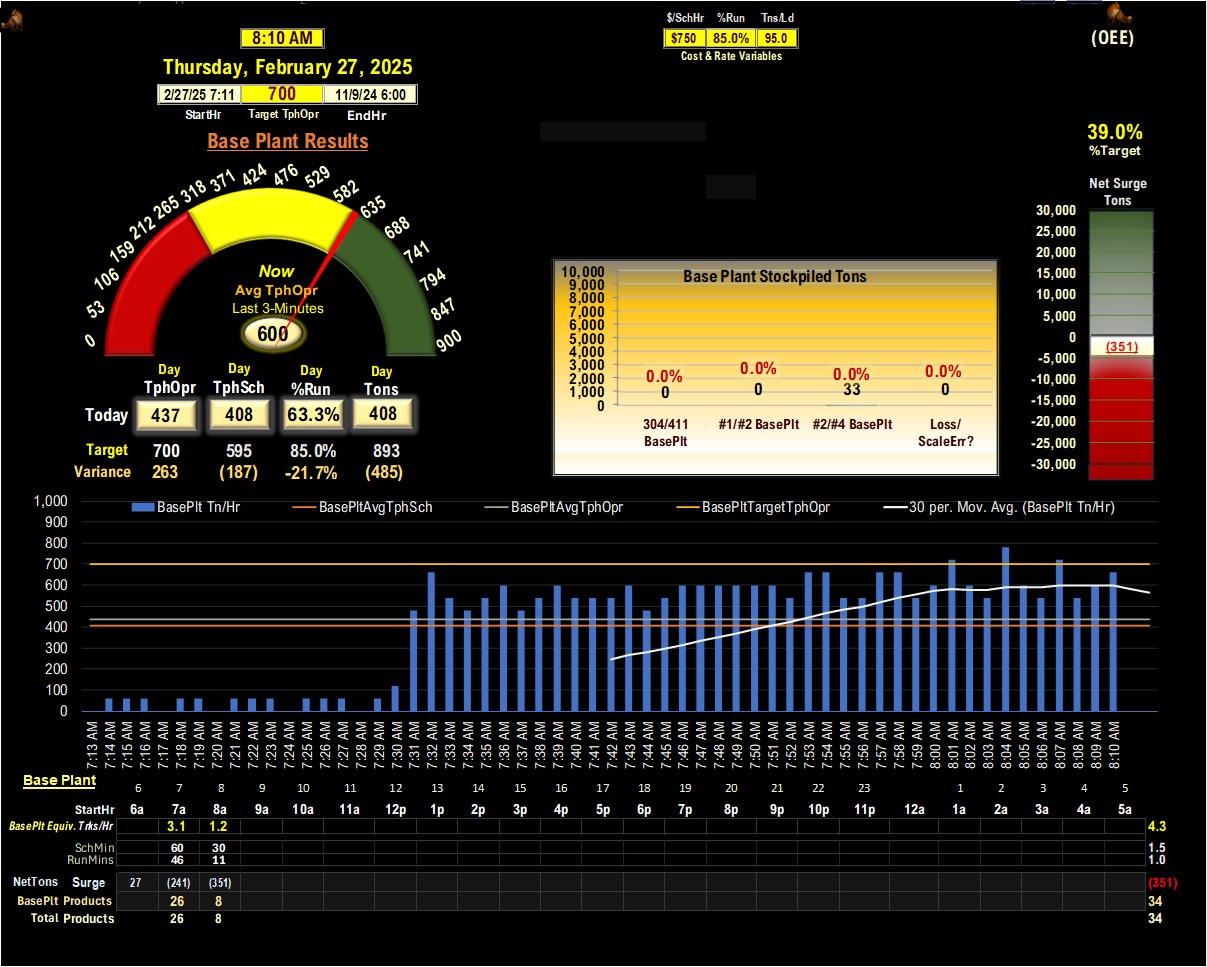 $/SchHr %Run Tns/Ld
$750 85.0% 95.0
Cost & Rate Variables
(OEE)
8:10 AM
Thursday, February 27, 2025
2/27/25 7:11 700 11/9/24 6:00
StartHr Target TphOpr EndHr
Base Plant Results
39.0%
%Target
Net Surge
Tons
30,000
25,000
20,000
15,000
10,000
5,000
0
(351)
-5,000
-10,000
-15,000
-20,000
-25,000
-30,000
0 53 106 159 212 265 318 371 424 476 529 582 635 688 741 794 847 900
Now
Avg TphOpr
Last 3-Minutes
600
Day Day Day Day
TphOpr TphSch %Run Tons
Today 437 408 63.3% 408
Target 700 595 85.0% 893
Variance 263 (187) -21.7% (485)
Base Plant Stockpiled Tons
10,000
9,000
8,000
7,000
6,000
5,000
4,000
3,000
2,000
1,000
0
0.0% 0.0% 0.0% 0.0%
0 0 33 0
304/411 BasePlt
#1/#2 BasePlt
#2/#4 BasePlt
Loss/ ScaleErr?
BasePlt Tn/Hr BasePltAvgTphSch BasePltAvgTphOpr BasePltTargetTphOpr 30 per. Mov. Avg. (BasePlt Tn/Hr)
1,000
900
800
700
600
500
400
300
200
100
0
7:13 AM 7:14 AM 7:15 AM 7:16 AM 7:17 AM 7:18 AM 7:19 AM 7:20 AM 7:21 AM 7:22 AM 7:23 AM 7:24 AM 7:25 AM 7:26 AM 7:27 AM 7:28 AM 7:29 AM 7:30 AM 7:31 AM 7:32 AM 7:33 AM 7:34 AM 7:35 AM 7:36 AM 7:37 AM 7:38 AM 7:39 AM 7:40 AM 7:41 AM 7:42 AM 7:43 AM 7:44 AM 7:45 AM 7:46 AM 7:47 AM 7:48 AM 7:49 AM 7:50 AM 7:51 AM 7:52 AM 7:53 AM 7:54 AM 7:55 AM 7:56 AM 7:57 AM 7:58 AM 7:59 AM 8:00 AM 8:01 AM 8:02 AM 8:03 AM 8:04 AM 8:05 AM 8:06 AM 8:07 AM 8:08 AM 8:09 AM 8:10 AM
Base Plant
6 7 8 9 10 11 12 13 14 15 16 17 18 19 20 21 22 23 1 2 3 4 5
StartHr 6a 7a 8a 9a 10a 11a 12p 1p 2p 3p 4p 5p 6p 7p 8p 9p 10p 11p 12a 1a 2a 3a 4a 5a
BasePlt Equiv. Trks/Hr 3.1 1.2 4.3
SchMin 60 30 1.5
RunMins 46 11 1.0
NetTons Surge 27 (241) (351) (351)
BasePlt Products 26 8 34
Total Products 26 8 34